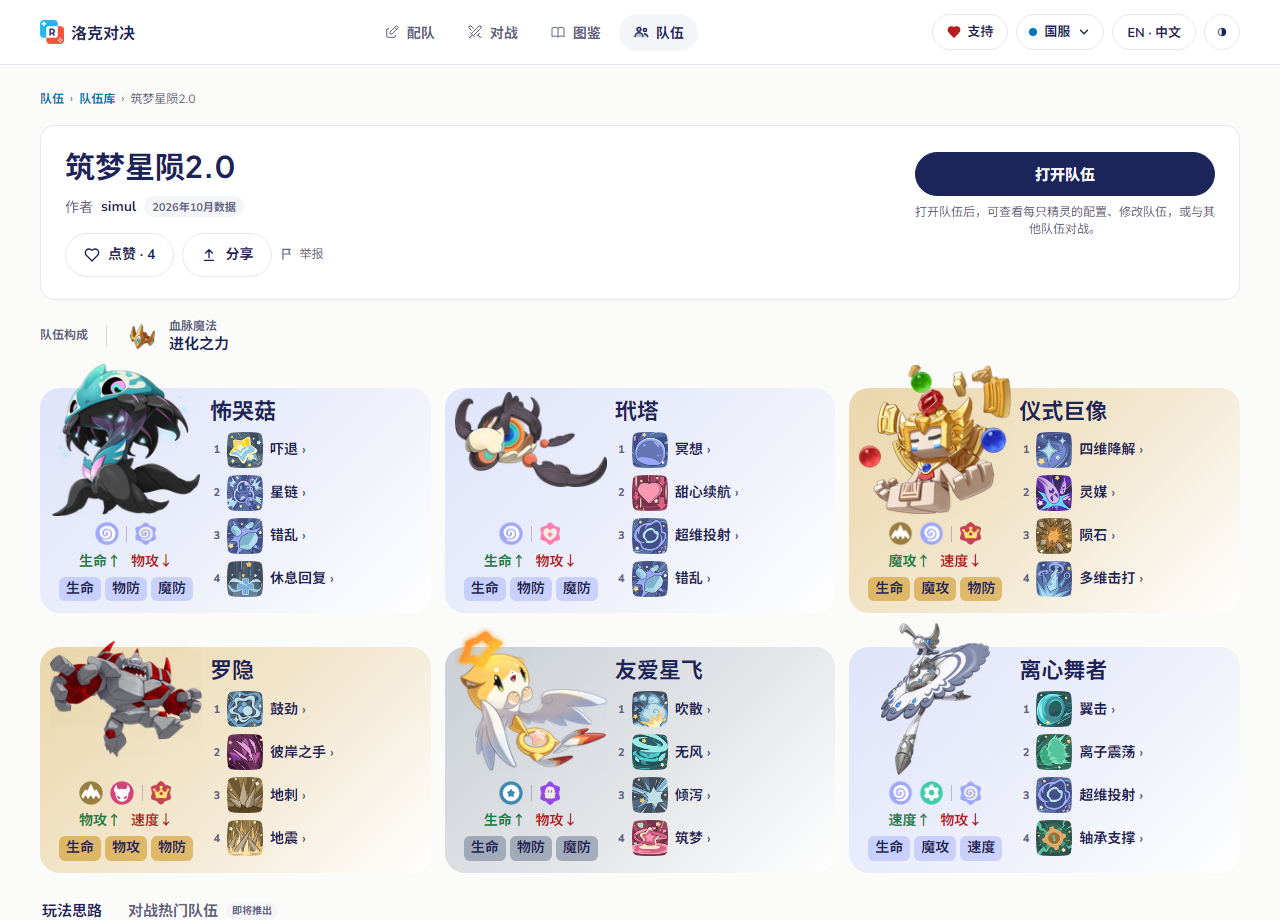 洛克对决
配队
对战
图鉴
队伍
支持
国服
EN · 中文
队伍 › 队伍库 › 筑梦星陨2.0
筑梦星陨2.0
作者 simul 2026年10月数据
点赞 · 4
分享
举报
打开队伍
打开队伍后，可查看每只精灵的配置、修改队伍，或与其
他队伍对战。
队伍构成
血脉魔法
进化之力
怖哭菇
1 吓退 ›
2 星链 ›
3 错乱 ›
4 休息回复 ›
生命↑ 物攻↓
生命 物防 魔防
玳塔
1 冥想 ›
2 甜心续航 ›
3 超维投射 ›
4 错乱 ›
生命↑ 物攻↓
生命 物防 魔防
仪式巨像
1 四维降解 ›
2 灵媒 ›
3 陨石 ›
4 多维击打 ›
魔攻↑ 速度↓
生命 魔攻 物防
罗隐
1 鼓劲 ›
2 彼岸之手 ›
3 地刺 ›
4 地震 ›
物攻↑ 速度↓
生命 物攻 物防
友爱星飞
1 吹散 ›
2 无风 ›
3 倾泻 ›
4 筑梦 ›
生命↑ 物攻↓
生命 物防 魔防
离心舞者
1 翼击 ›
2 离子震荡 ›
3 超维投射 ›
4 轴承支撑 ›
速度↑ 物攻↓
生命 魔攻 速度
玩法思路
对战热门队伍 即将推出